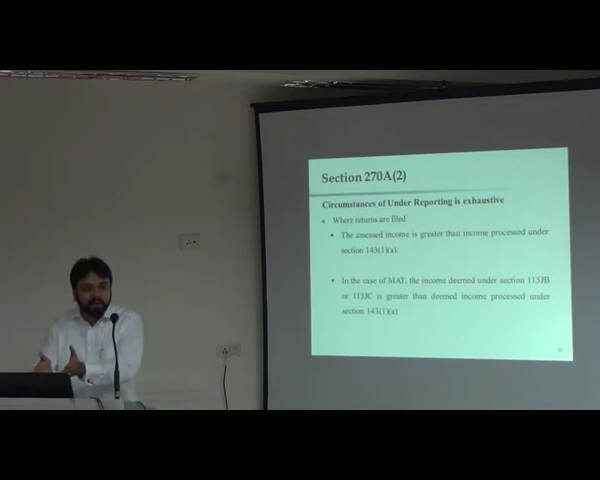 Section 270A(2)
Circumstances of Under Reporting is exhaustive
Where returns are filed
• The assessed income is greater than income processed under
section 143(1)(a).
• In the case of MAT, the income deemed under section 115JB
or 115JC is greater than deemed income processed under
section 143(1)(a)